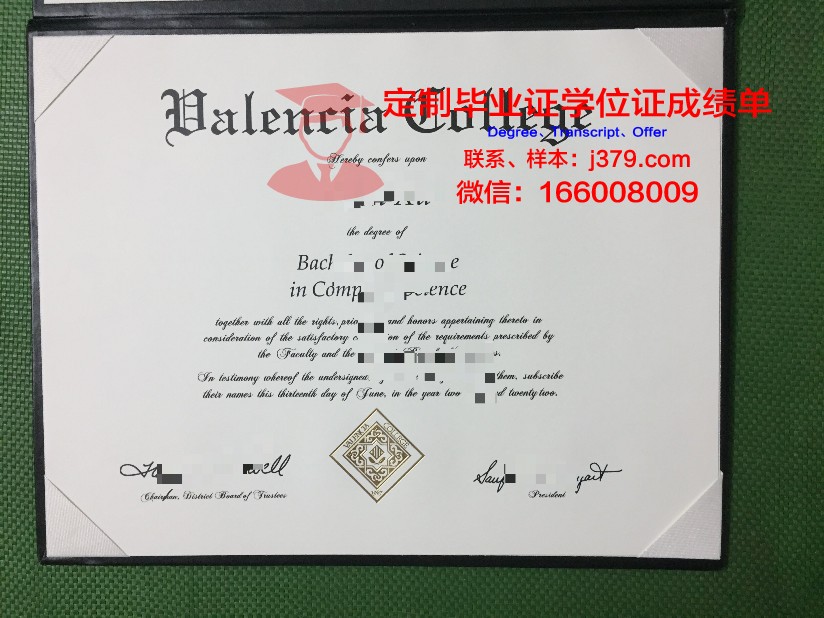 Valencia College
定制毕业证学位证成绩单
Degree、Transcript、Offer
Hereby confers upon
联系、样本：j379.com
微信：166008009
the degree of
in
together with all the rights, and honors appertaining thereto in
consideration of the satisfactory of the requirements prescribed by
the Faculty and the
In testimony whereof the undersigned them, subscribe
their names this thirteenth day of June, in the year two twenty two.
VALENCIA COLLEGE
1967
Chairman, District Board of Trustees
President